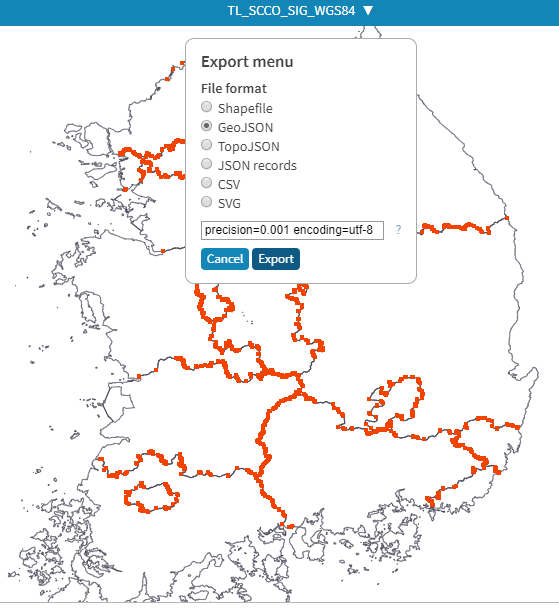 TL_SCCO_SIG_WGS84 ▼
Export menu
File format
Shapefile
GeoJSON
TopoJSON
JSON records
CSV
SVG
precision=0.001 encoding=utf-8 ?
Cancel Export